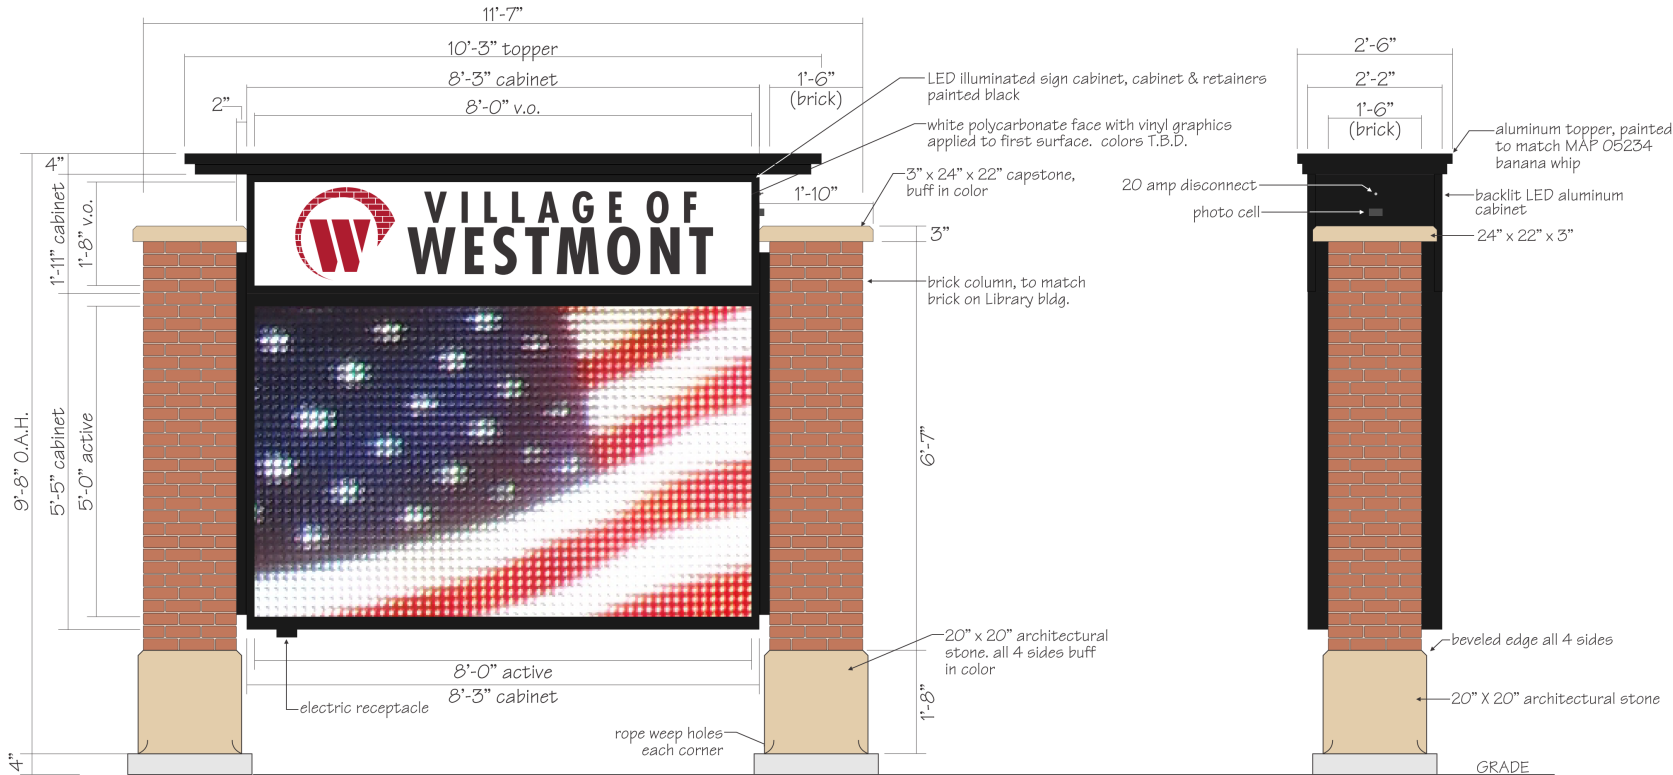 11'-7"
10'-3" topper
8'-3" cabinet
8'-0" v.o.
2"
1'-6"
(brick)
LED illuminated sign cabinet, cabinet & retainers
painted black
white polycarbonate face with vinyl graphics
applied to first surface. colors T.B.D.
3" x 24" x 22" capstone,
buff in color
1'-10"
3"
brick column, to match
brick on Library bldg.
4"
1'-11" cabinet
1'-8" v.o.
9'-8" O.A.H.
5'-5" cabinet
5'-0" active
4"
VILLAGE OF
WESTMONT
W
6'-7"
1'-8"
20" x 20" architectural
stone. all 4 sides buff
in color
8'-0" active
8'-3" cabinet
electric receptacle
rope weep holes
each corner
2'-6"
2'-2"
1'-6"
(brick)
aluminum topper, painted
to match MAP 05234
banana whip
20 amp disconnect
photo cell
backlit LED aluminum
cabinet
24" x 22" x 3"
beveled edge all 4 sides
20" X 20" architectural stone
GRADE